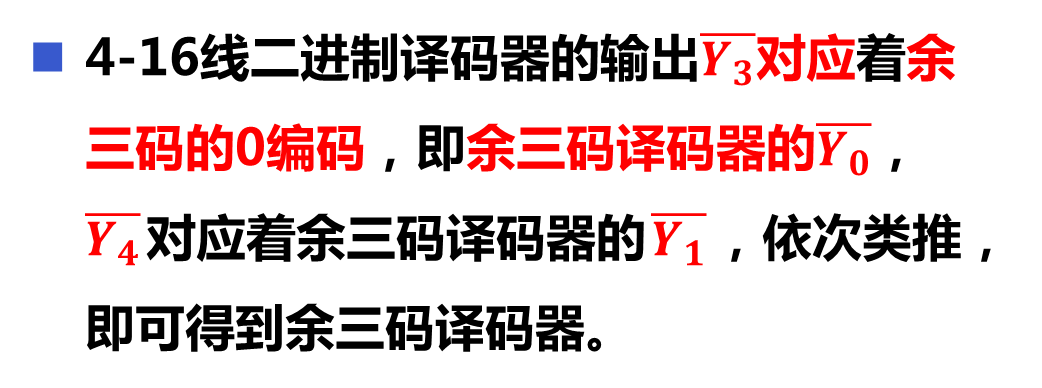 4-16线二进制译码器的输出$\overline{Y_3}$对应着余
三码的0编码，即余三码译码器的$\overline{Y_0}$，
$\overline{Y_4}$对应着余三码译码器的$\overline{Y_1}$，依次类推，
即可得到余三码译码器。